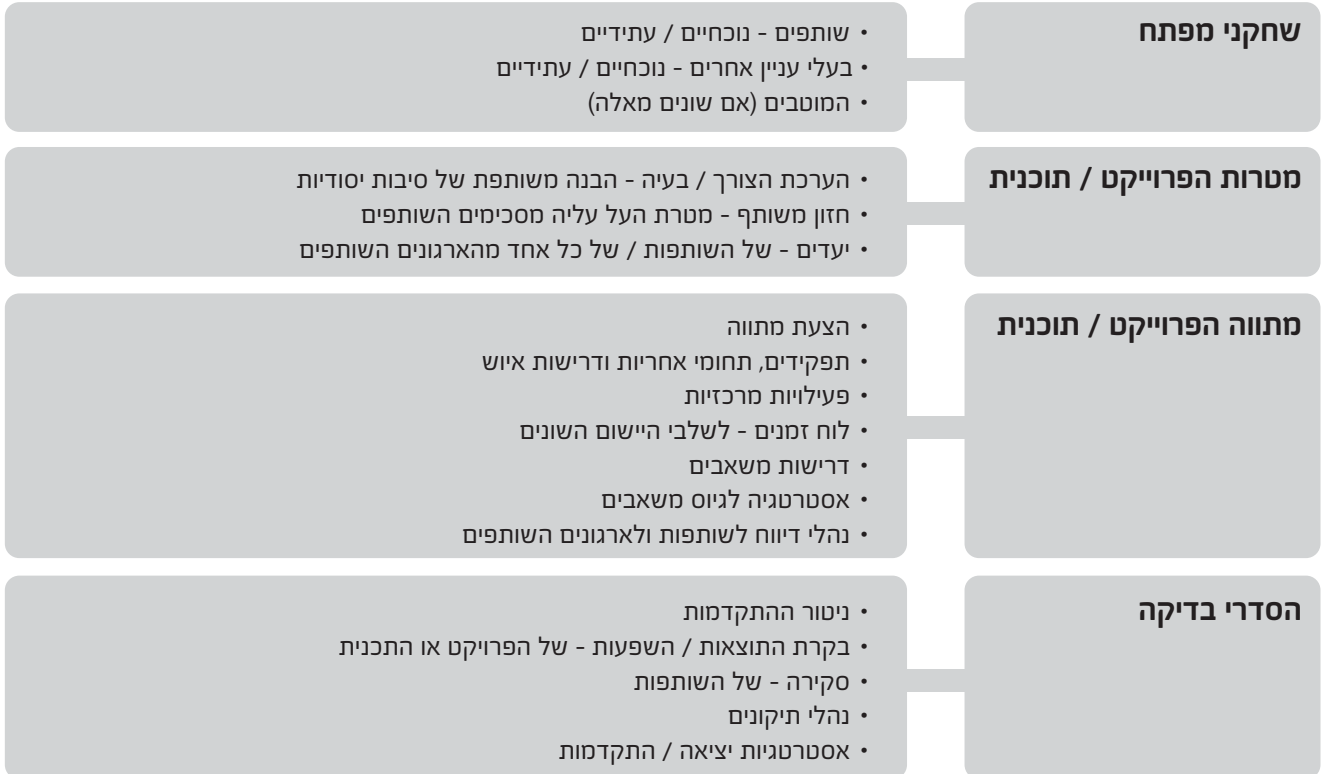 שחקני מפתח
• שותפים - נוכחיים / עתידיים
• בעלי עניין אחרים - נוכחיים / עתידיים
• המוטבים (אם שונים מאלה)
מטרות הפרוייקט / תוכנית
• הערכת הצורך / בעיה - הבנה משותפת של סיבות יסודיות
• חזון משותף - מטרת העל עליה מסכימים השותפים
• יעדים - של השותפות / של כל אחד מהארגונים השותפים
מתווה הפרוייקט / תוכנית
• הצעת מתווה
• תפקידים, תחומי אחריות ודרישות איוש
• פעילויות מרכזיות
• לוח זמנים - לשלבי היישום השונים
• דרישות משאבים
• אסטרטגיה לגיוס משאבים
• נהלי דיווח לשותפות ולארגונים השותפים
הסדרי בדיקה
• ניטור ההתקדמות
• בקרת התוצאות / השפעות - של הפרויקט או התכנית
• סקירה - של השותפות
• נהלי תיקונים
• אסטרטגיות יציאה / התקדמות